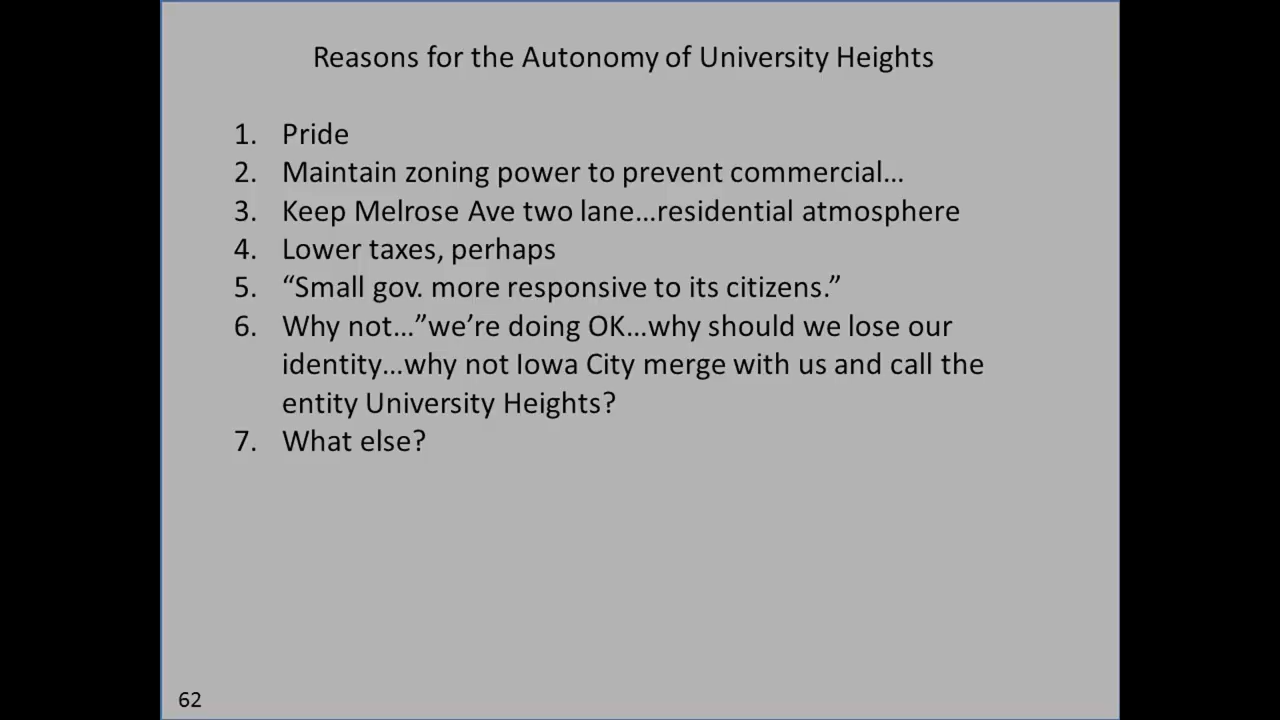 Reasons for the Autonomy of University Heights
1. Pride
2. Maintain zoning power to prevent commercial…
3. Keep Melrose Ave two lane…residential atmosphere
4. Lower taxes, perhaps
5. “Small gov. more responsive to its citizens.”
6. Why not…”we’re doing OK…why should we lose our
identity…why not Iowa City merge with us and call the
entity University Heights?
7. What else?
62